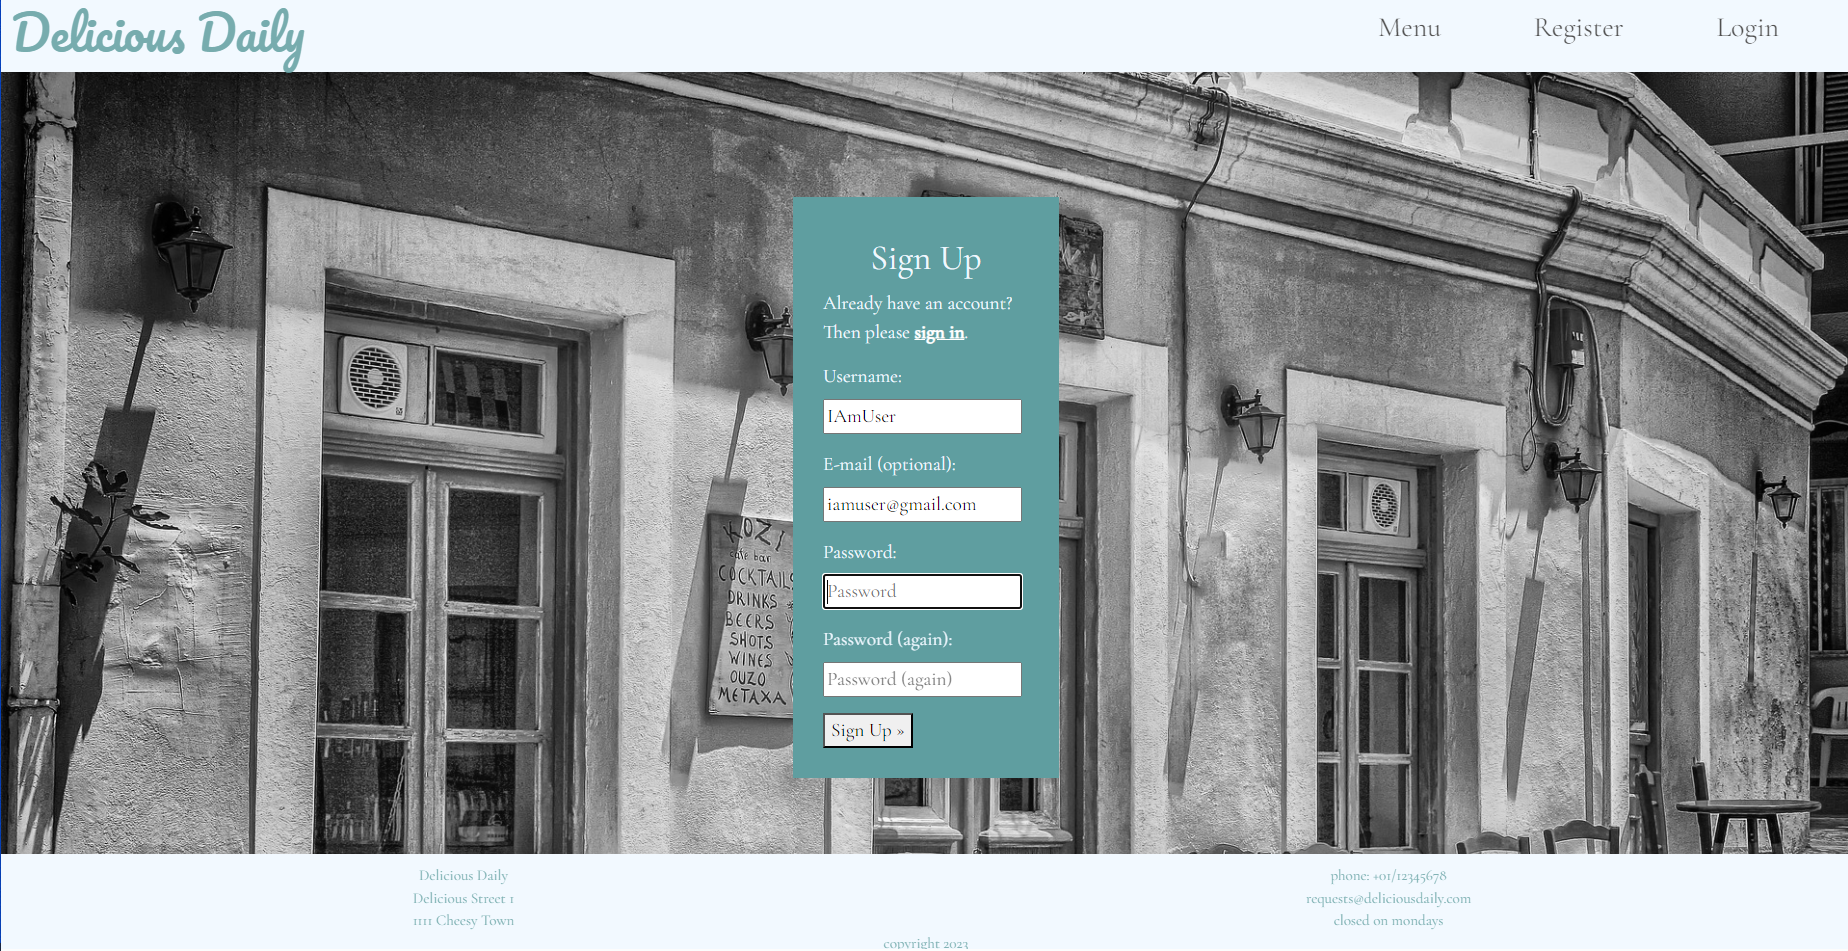 Delicious Daily
Menu
Register
Login
Sign Up
Already have an account?
Then please sign in.
Username:
IAmUser
E-mail (optional):
iamuser@gmail.com
Password:
Password
Password (again):
Password (again)
Sign Up »
KOZI
cafe bar
COCKTAILS
DRINKS
BEERS
SHOTS
WINES
OUZO
METAXA
Delicious Daily
Delicious Street 1
1111 Cheesy Town
phone: +01/12345678
requests@deliciousdaily.com
closed on mondays
copyright 2023